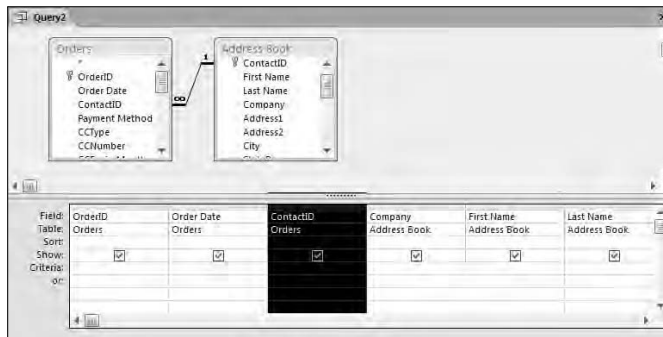 Query2
Orders
*
OrderID
Order Date
ContactID
Payment Method
CCType
CCNumber
1
∞
Address Book
ContactID
First Name
Last Name
Company
Address1
Address2
City
Field: OrderID Order Date ContactID Company First Name Last Name
Table: Orders Orders Orders Address Book Address Book Address Book
Sort:
Show:
Criteria:
or: